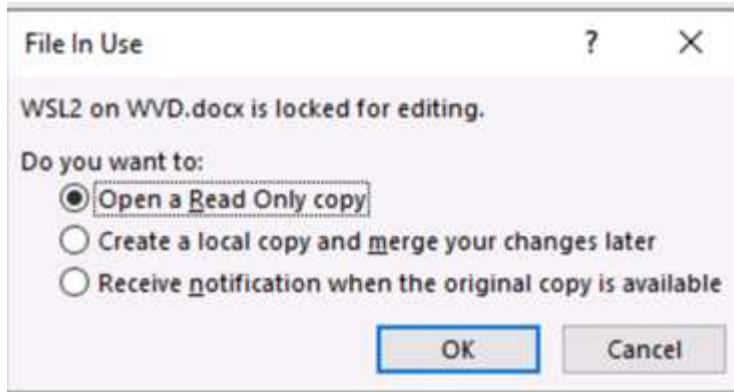 File In Use ?
WSL2 on WVD.docx is locked for editing.
Do you want to:
Open a Read Only copy
Create a local copy and merge your changes later
Receive notification when the original copy is available
OK Cancel